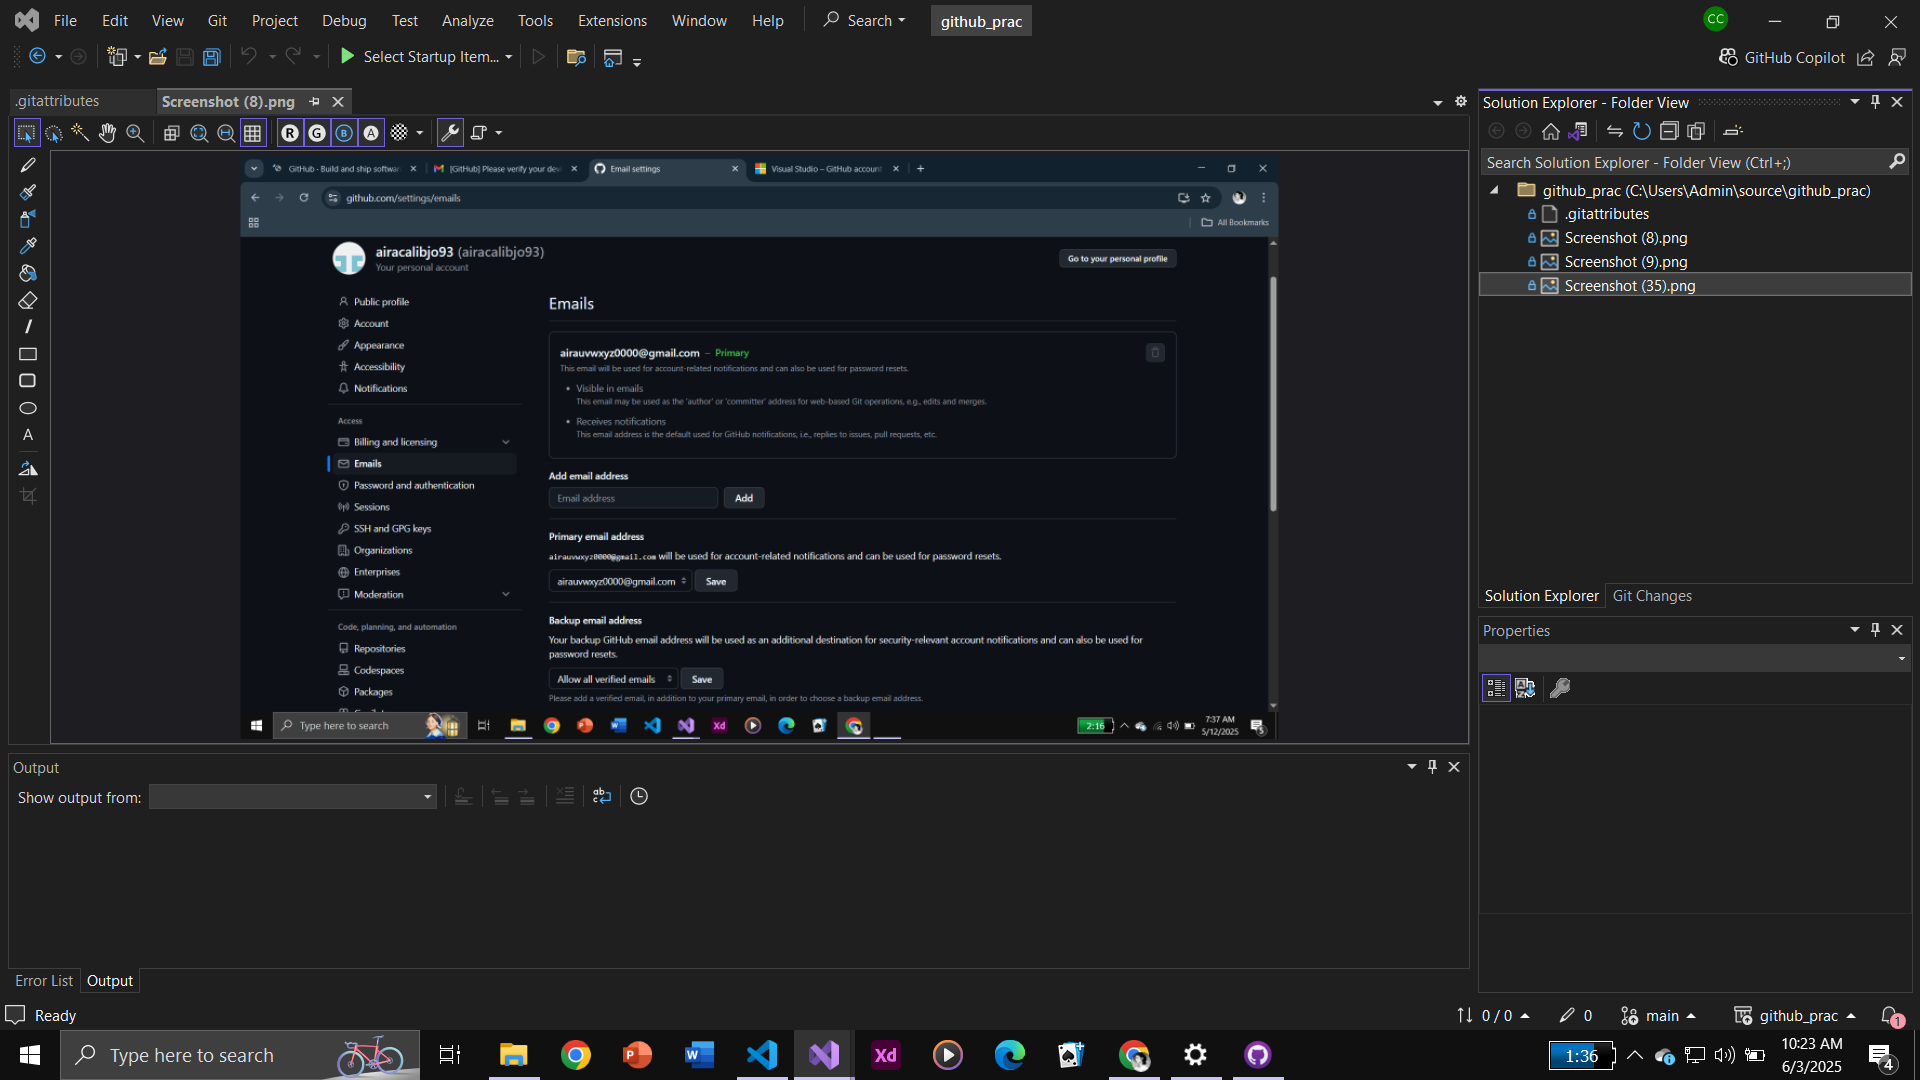 File Edit View Git Project Debug Test Analyze Tools Extensions Window Help Search github_prac CC
Select Startup Item... GitHub Copilot
.gitattributes Screenshot (8).png
R G B A
GitHub - Build and ship softwar [GitHub] Please verify your dev Email settings Visual Studio – GitHub account
github.com/settings/emails
All Bookmarks
airacalibjo93 (airacalibjo93)
Your personal account
Go to your personal profile
Public profile
Account
Appearance
Accessibility
Notifications
Access
Billing and licensing
Emails
Password and authentication
Sessions
SSH and GPG keys
Organizations
Enterprises
Moderation
Code, planning, and automation
Repositories
Codespaces
Packages
Emails
airauvwxyz0000@gmail.com – Primary
This email will be used for account-related notifications and can also be used for password resets.
• Visible in emails
This email may be used as the 'author' or 'committer' address for web-based Git operations, e.g., edits and merges.
• Receives notifications
This email address is the default used for GitHub notifications, i.e., replies to issues, pull requests, etc.
Add email address
Email address Add
Primary email address
airauvwxyz0000@gmail.com will be used for account-related notifications and can be used for password resets.
airauvwxyz0000@gmail.com Save
Backup email address
Your backup GitHub email address will be used as an additional destination for security-relevant account notifications and can also be used for
password resets.
Allow all verified emails Save
Please add a verified email, in addition to your primary email, in order to choose a backup email address.
Type here to search Xd 2:16 7:37 AM
5/12/2025 5
Solution Explorer - Folder View
Search Solution Explorer - Folder View (Ctrl+;)
github_prac (C:\Users\Admin\source\github_prac)
.gitattributes
Screenshot (8).png
Screenshot (9).png
Screenshot (35).png
Solution Explorer Git Changes
Properties
Output
Show output from:
Error List Output
Ready 0 / 0 0 main github_prac 1
Type here to search Xd 1:36 10:23 AM
6/3/2025 4